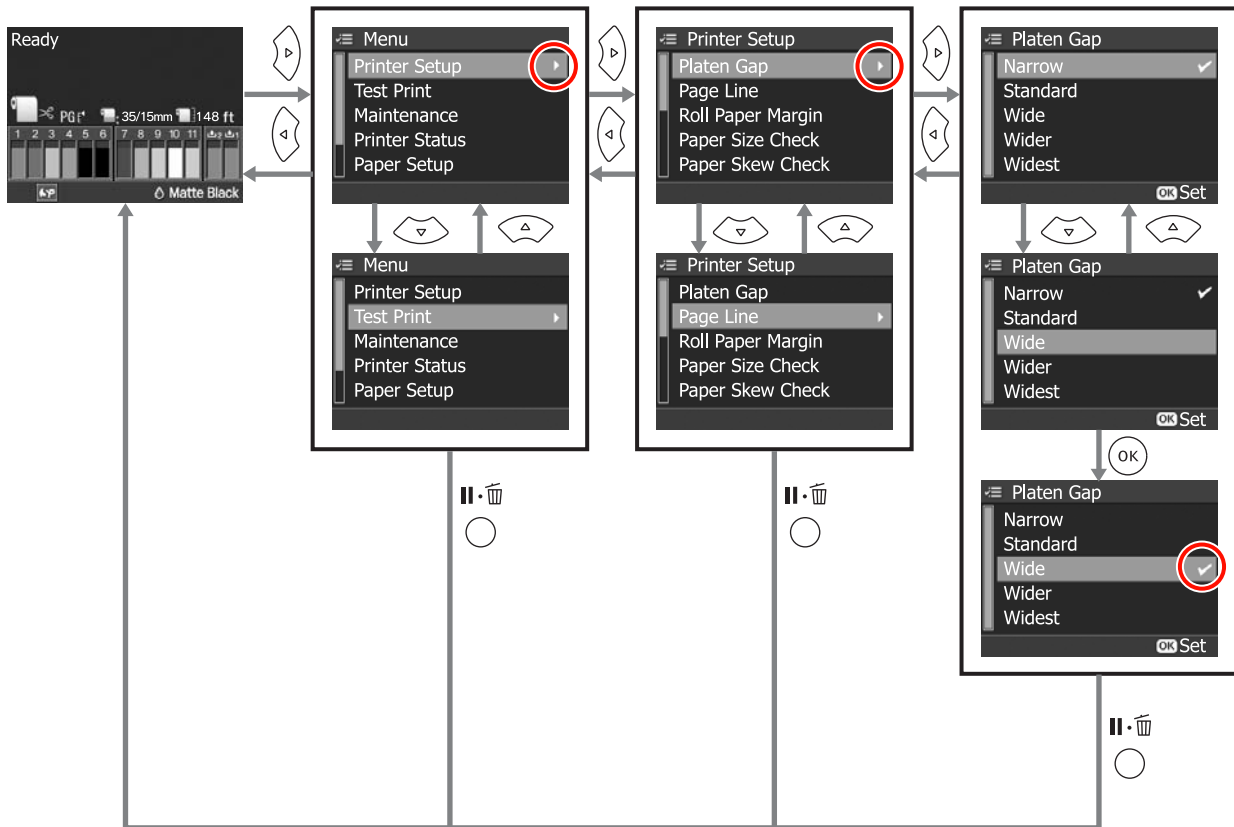 Ready
PG
35/15mm
148 ft
1 2 3 4 5 6 7 8 9 10 11
2 1
Matte Black
Menu
Printer Setup
Test Print
Maintenance
Printer Status
Paper Setup
Menu
Printer Setup
Test Print
Maintenance
Printer Status
Paper Setup
Printer Setup
Platen Gap
Page Line
Roll Paper Margin
Paper Size Check
Paper Skew Check
Printer Setup
Platen Gap
Page Line
Roll Paper Margin
Paper Size Check
Paper Skew Check
Platen Gap
Narrow
Standard
Wide
Wider
Widest
OK Set
Platen Gap
Narrow
Standard
Wide
Wider
Widest
OK Set
OK
Platen Gap
Narrow
Standard
Wide
Wider
Widest
OK Set